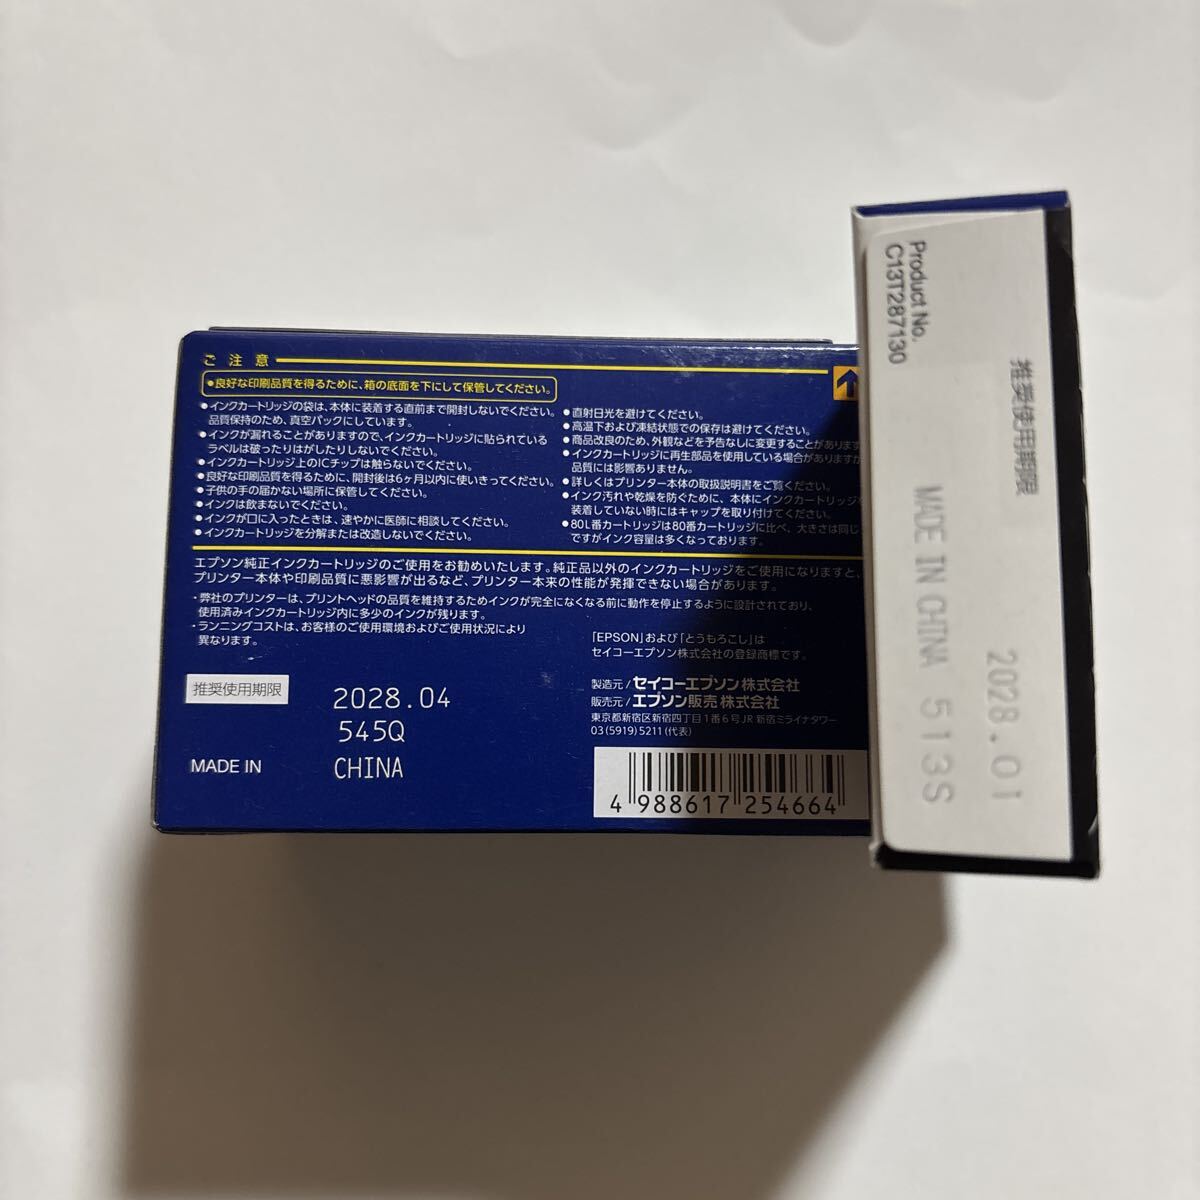 ご注意
●良好な印刷品質を得るために、箱の底面を下にして保管してください。
●インクカートリッジの袋は、本体に装着する直前まで開封しないでください。
品質保持のため、真空パックにしています。
●インクが漏れることがありますので、インクカートリッジに貼られている
ラベルは破ったりはがしたりしないでください。
●インクカートリッジ上のICチップは触らないでください。
●良好な印刷品質を得るために、開封後は6ヶ月以内に使いきってください。
●子供の手の届かない場所に保管してください。
●インクは飲まないでください。
●インクが口に入ったときは、速やかに医師に相談してください。
●インクカートリッジを分解または改造しないでください。
●直射日光を避けてください。
●高温下および凍結状態での保存は避けてください。
●商品改良のため、外観などを予告なしに変更することがあります
●インクカートリッジに再生部品を使用している場合がありますが
品質には影響ありません。
●詳しくはプリンター本体の取扱説明書をご覧ください。
●インク汚れや乾燥を防ぐために、本体にインクカートリッジを
装着していない時にはキャップを取り付けてください。
●80L番カートリッジは80番カートリッジに比べ、大きさは同じ
ですがインク容量は多くなっております。
エプソン純正インクカートリッジのご使用をお勧めいたします。純正品以外のインクカートリッジをご使用になりますと、
プリンター本体や印刷品質に悪影響が出るなど、プリンター本来の性能が発揮できない場合があります。
・弊社のプリンターは、プリントヘッドの品質を維持するためインクが完全になくなる前に動作を停止するように設計されており、
使用済みインクカートリッジ内に多少のインクが残ります。
・ランニングコストは、お客様のご使用環境およびご使用状況により
異なります。
「EPSON」および「とうもろこし」は
セイコーエプソン株式会社の登録商標です。
製造元/セイコーエプソン株式会社
販売元/エプソン販売株式会社
東京都新宿区新宿四丁目1番6号 JR新宿ミライナタワー
03(5919)5211(代表)
推奨使用期限
2028.04
545Q
MADE IN CHINA
4 988617 254664
Product No.
C13T287130
推奨使用期限
2028.01
MADE IN CHINA 513S